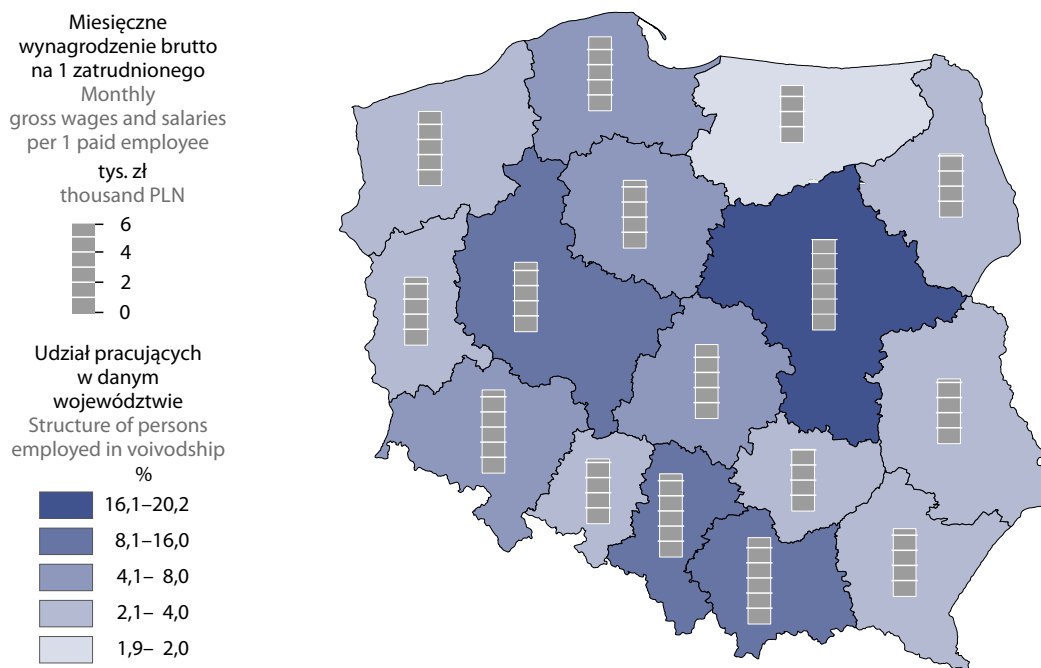 Miesięczne
wynagrodzenie brutto
na 1 zatrudnionego
Monthly
gross wages and salaries
per 1 paid employee
tys. zł
thousand PLN
6
4
2
0
Udział pracujących
w danym
województwie
Structure of persons
employed in voivodship
%
16,1–20,2
8,1–16,0
4,1– 8,0
2,1– 4,0
1,9– 2,0